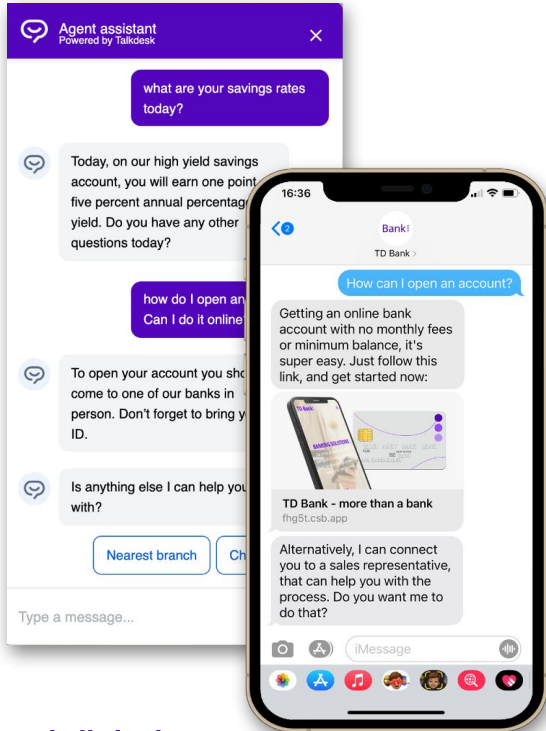 Agent assistant
Powered by Talkdesk
what are your savings rates
today?
Today, on our high yield savings
account, you will earn one point
five percent annual percentage
yield. Do you have any other
questions today?
how do I open an
Can I do it online
To open your account you
come to one of our banks in
person. Don't forget to bring
ID.
Is anything else I can help you
with?
Nearest branch
Type a message...
16:36
2
Bank:
TD Bank >
How can I open an account?
Getting an online bank
account with no monthly fees
or minimum balance, it's
super easy. Just follow this
link, and get started now:
TD Bank:
BANKING SOLUTIONS
TD Bank - more than a bank
fhg5t.csb.app
Alternatively, I can connect
you to a sales representative,
that can help you with the
process. Do you want me to
do that?
iMessage